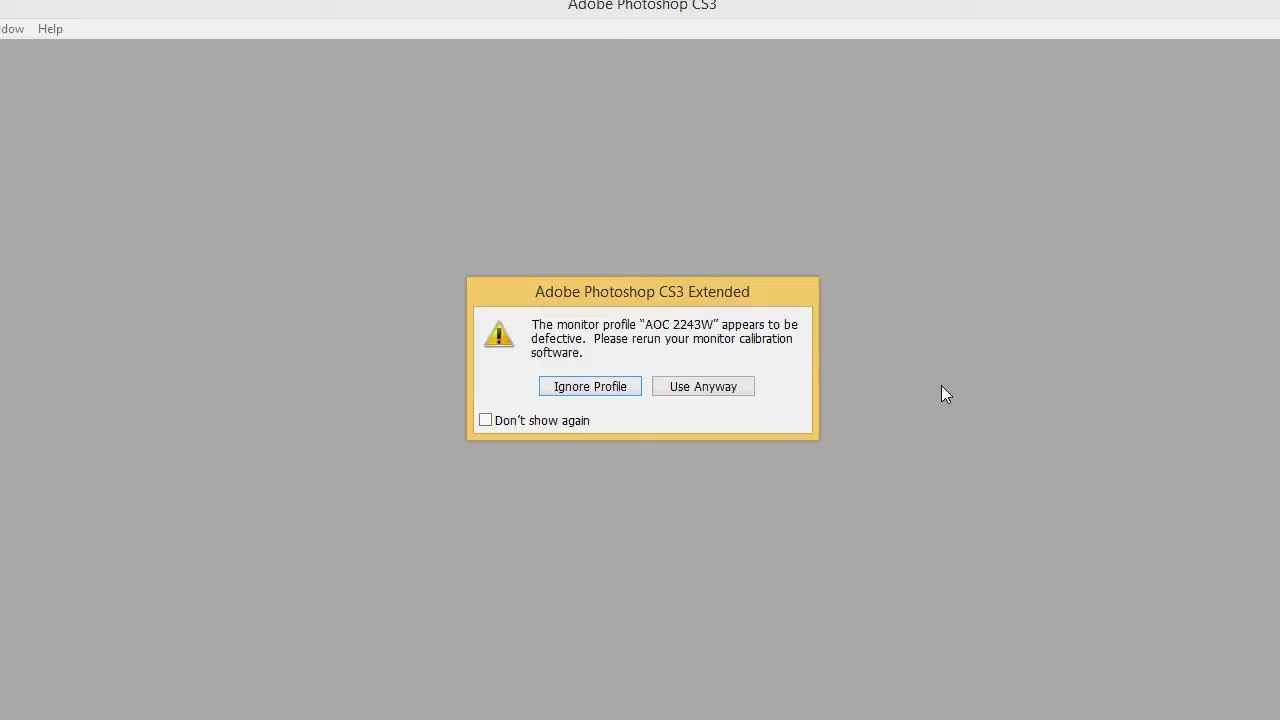 Adobe Photoshop CS3
dow Help
Adobe Photoshop CS3 Extended
The monitor profile “AOC 2243W” appears to be
defective. Please rerun your monitor calibration
software.
Ignore Profile Use Anyway
Don’t show again